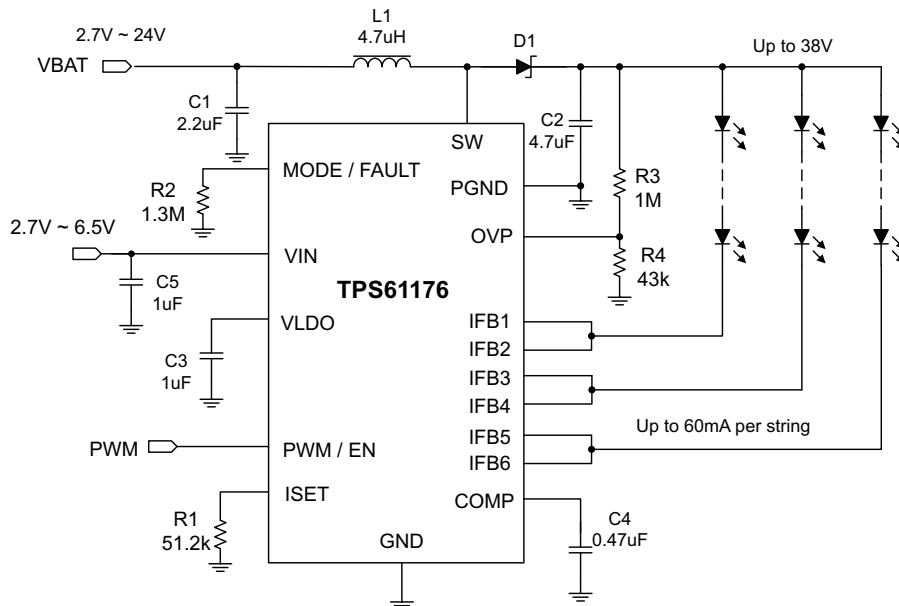 2.7V ~ 24V
VBAT
L1
4.7uH
D1
Up to 38V
C1
2.2uF
SW
C2
4.7uF
MODE / FAULT
R2
1.3M
PGND
R3
1M
2.7V ~ 6.5V
OVP
VIN
R4
43k
C5
1uF
TPS61176
VLDO
C3
1uF
IFB1
IFB2
IFB3
IFB4
IFB5
IFB6
Up to 60mA per string
PWM
PWM / EN
ISET
R1
51.2k
COMP
C4
0.47uF
GND